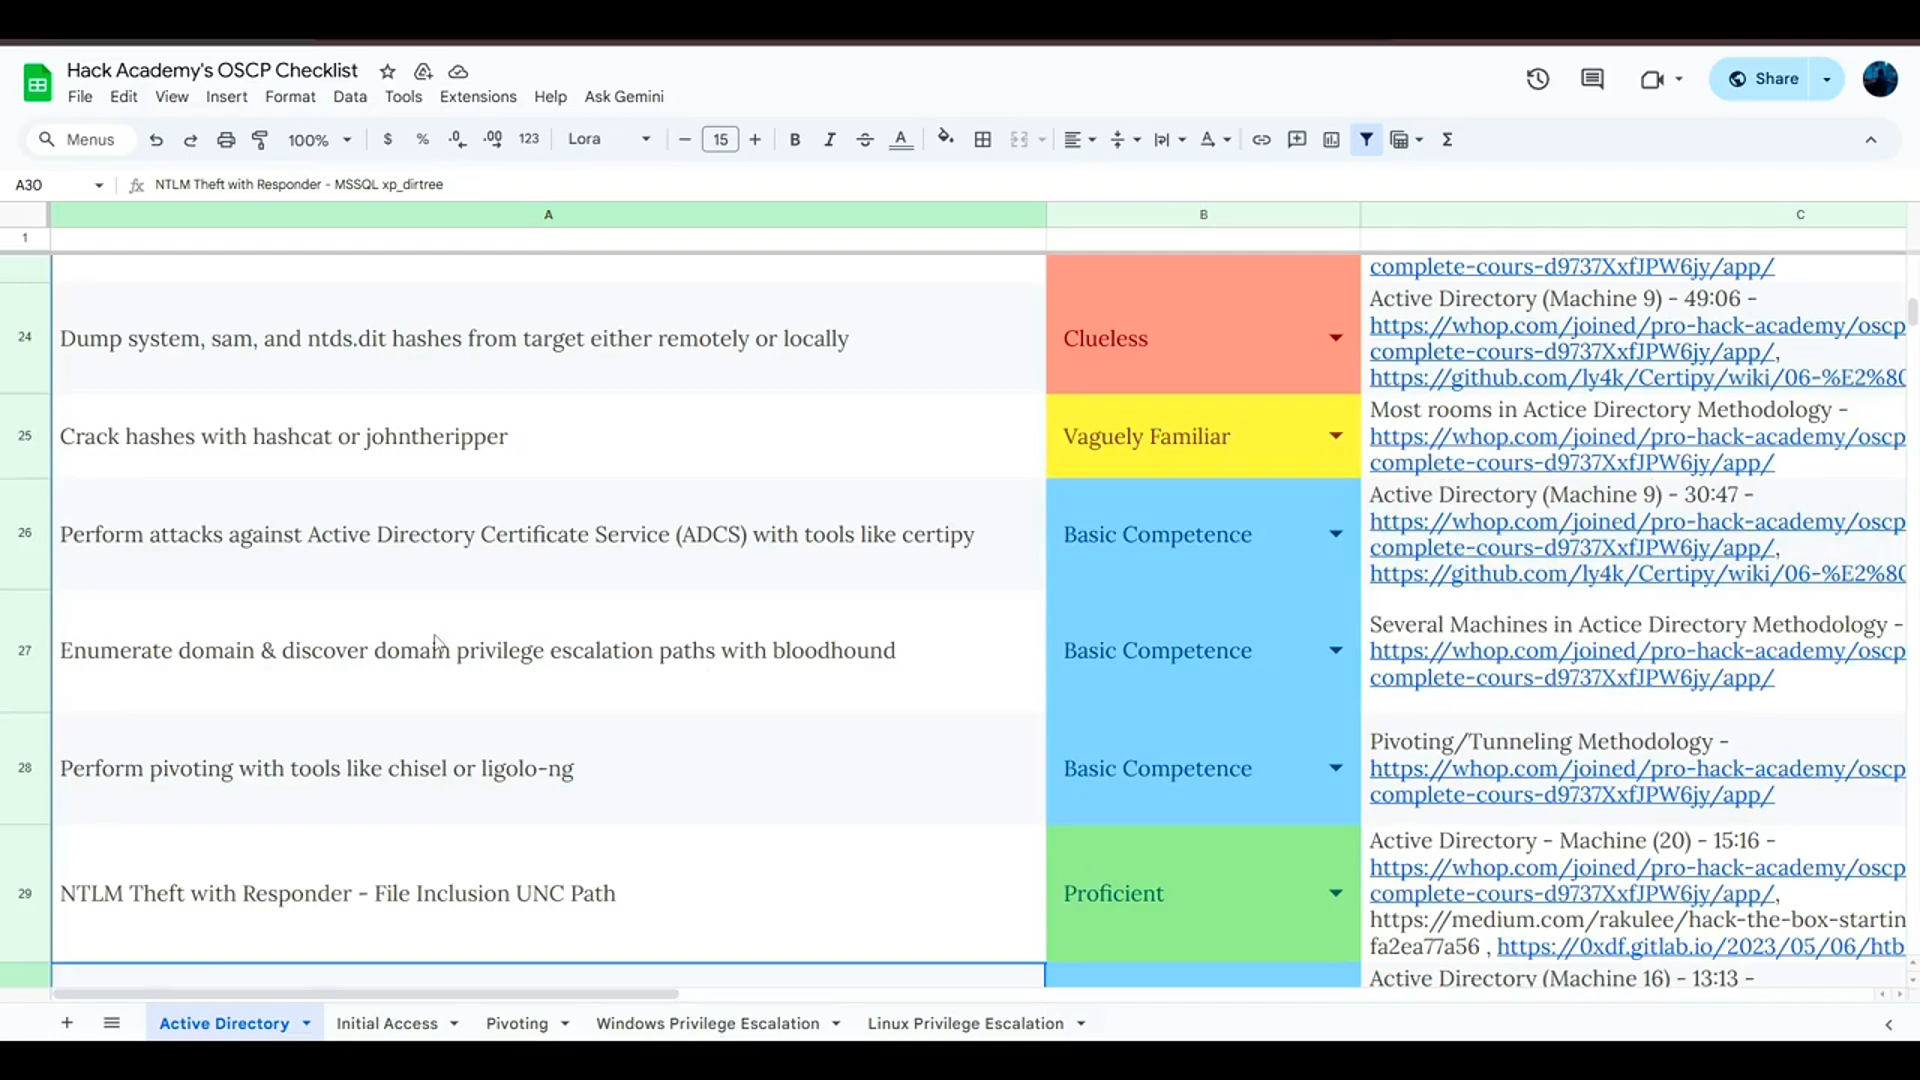 Hack Academy's OSCP Checklist
File Edit View Insert Format Data Tools Extensions Help Ask Gemini
Share
Menus 100% $ % .0 .00 123 Lora 15 B I A Σ
A30 fx NTLM Theft with Responder - MSSQL xp_dirtree
A B C
1
complete-cours-d9737XxfJPW6jy/app/
24 Dump system, sam, and ntds.dit hashes from target either remotely or locally Clueless
Active Directory (Machine 9) - 49:06 -
https://whop.com/joined/pro-hack-academy/oscp
complete-cours-d9737XxfJPW6jy/app/,
https://github.com/ly4k/Certipy/wiki/06-%E2%80
25 Crack hashes with hashcat or johntheripper Vaguely Familiar
Most rooms in Actice Directory Methodology -
https://whop.com/joined/pro-hack-academy/oscp
complete-cours-d9737XxfJPW6jy/app/
26 Perform attacks against Active Directory Certificate Service (ADCS) with tools like certipy Basic Competence
Active Directory (Machine 9) - 30:47 -
https://whop.com/joined/pro-hack-academy/oscp
complete-cours-d9737XxfJPW6jy/app/,
https://github.com/ly4k/Certipy/wiki/06-%E2%80
27 Enumerate domain & discover domain privilege escalation paths with bloodhound Basic Competence
Several Machines in Actice Directory Methodology -
https://whop.com/joined/pro-hack-academy/oscp
complete-cours-d9737XxfJPW6jy/app/
28 Perform pivoting with tools like chisel or ligolo-ng Basic Competence
Pivoting/Tunneling Methodology -
https://whop.com/joined/pro-hack-academy/oscp
complete-cours-d9737XxfJPW6jy/app/
29 NTLM Theft with Responder - File Inclusion UNC Path Proficient
Active Directory - Machine (20) - 15:16 -
https://whop.com/joined/pro-hack-academy/oscp
complete-cours-d9737XxfJPW6jy/app/,
https://medium.com/rakulee/hack-the-box-startin
fa2ea77a56 , https://0xdf.gitlab.io/2023/05/06/htb
Active Directory (Machine 16) - 13:13 -
Active Directory Initial Access Pivoting Windows Privilege Escalation Linux Privilege Escalation